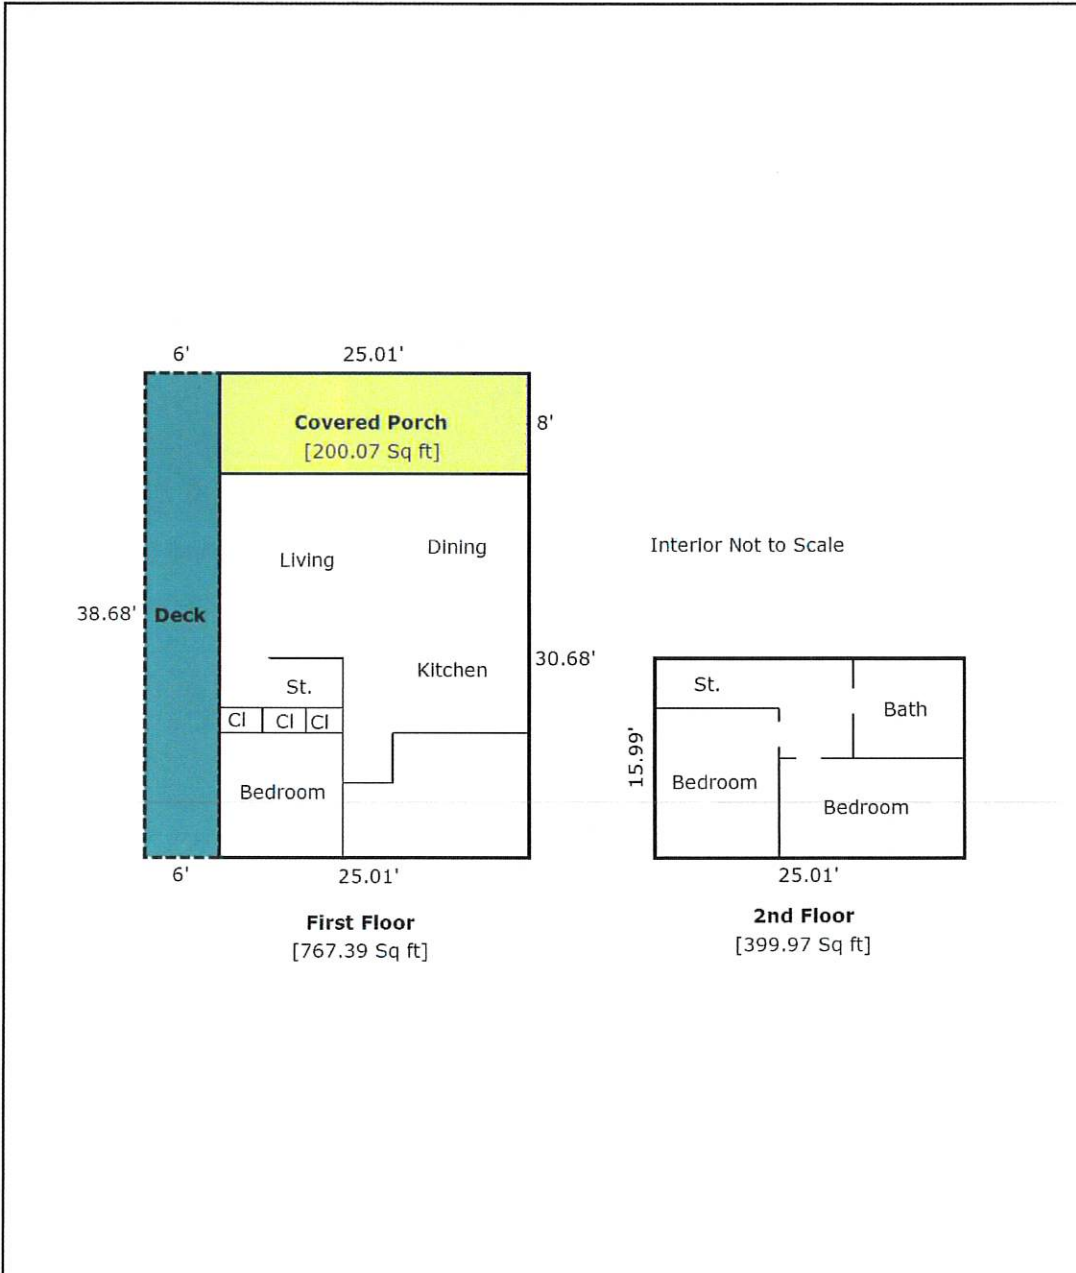 6'
25.01'
Covered Porch
[200.07 Sq ft]
8'
Living
Dining
Interior Not to Scale
38.68'
Deck
30.68'
Kitchen
St.
Cl
Cl
Cl
Bedroom
6'
25.01'
First Floor
[767.39 Sq ft]
St.
Bath
15.99'
Bedroom
Bedroom
25.01'
2nd Floor
[399.97 Sq ft]